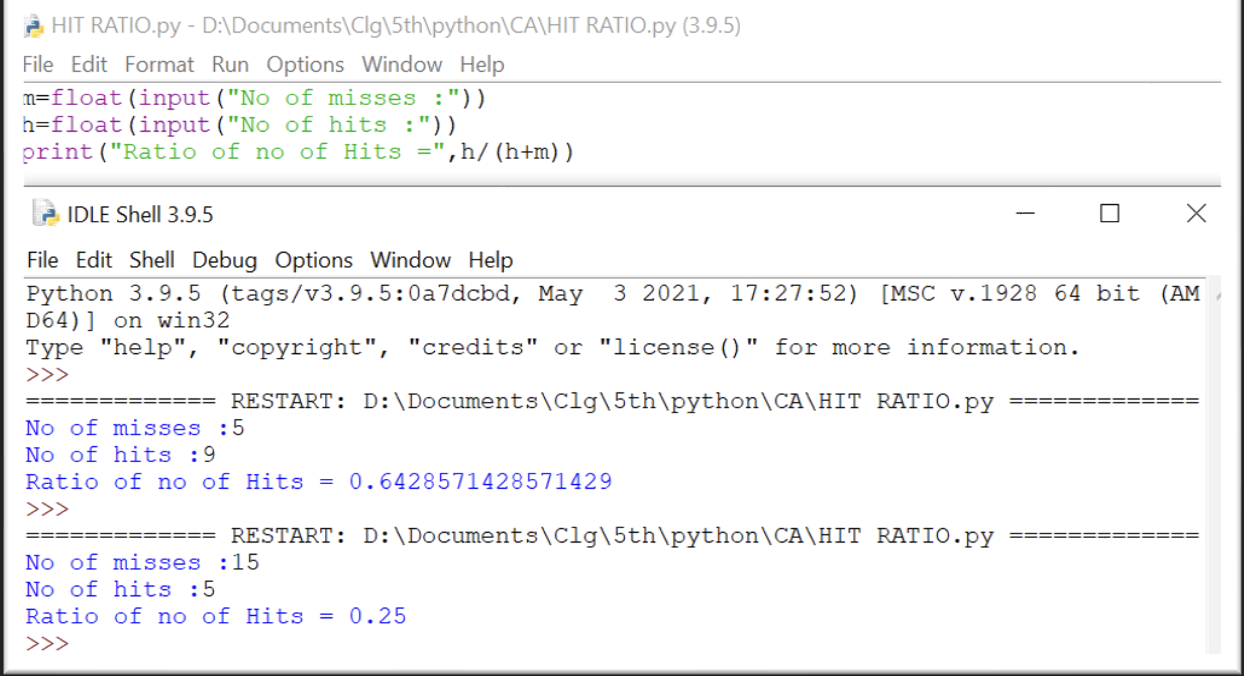 HIT RATIO.py - D:\Documents\Clg\5th\python\CA\HIT RATIO.py (3.9.5)
File Edit Format Run Options Window Help
m=float(input("No of misses :"))
h=float(input("No of hits :"))
print("Ratio of no of Hits =",h/(h+m))
IDLE Shell 3.9.5
File Edit Shell Debug Options Window Help
Python 3.9.5 (tags/v3.9.5:0a7dcbd, May  3 2021, 17:27:52) [MSC v.1928 64 bit (AM
D64)] on win32
Type "help", "copyright", "credits" or "license()" for more information.
>>>
============= RESTART: D:\Documents\Clg\5th\python\CA\HIT RATIO.py =============
No of misses :5
No of hits :9
Ratio of no of Hits = 0.6428571428571429
>>>
============= RESTART: D:\Documents\Clg\5th\python\CA\HIT RATIO.py =============
No of misses :15
No of hits :5
Ratio of no of Hits = 0.25
>>>